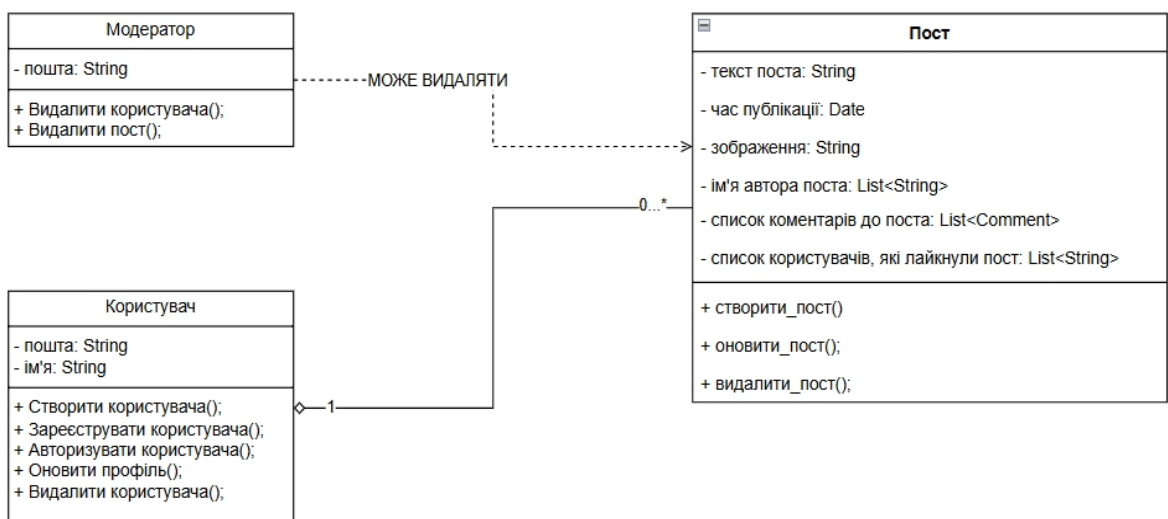 Модератор
- пошта: String
+ Видалити користувача();
+ Видалити пост();
МОЖЕ ВИДАЛЯТИ
Пост
- текст поста: String
- час публікації: Date
- зображення: String
- ім'я автора поста: List<String>
- список коментарів до поста: List<Comment>
- список користувачів, які лайкнули пост: List<String>
+ створити_пост()
+ оновити_пост();
+ видалити_пост();
0...*
1
Користувач
- пошта: String
- ім'я: String
+ Створити користувача();
+ Зареєструвати користувача();
+ Авторизувати користувача();
+ Оновити профіль();
+ Видалити користувача();